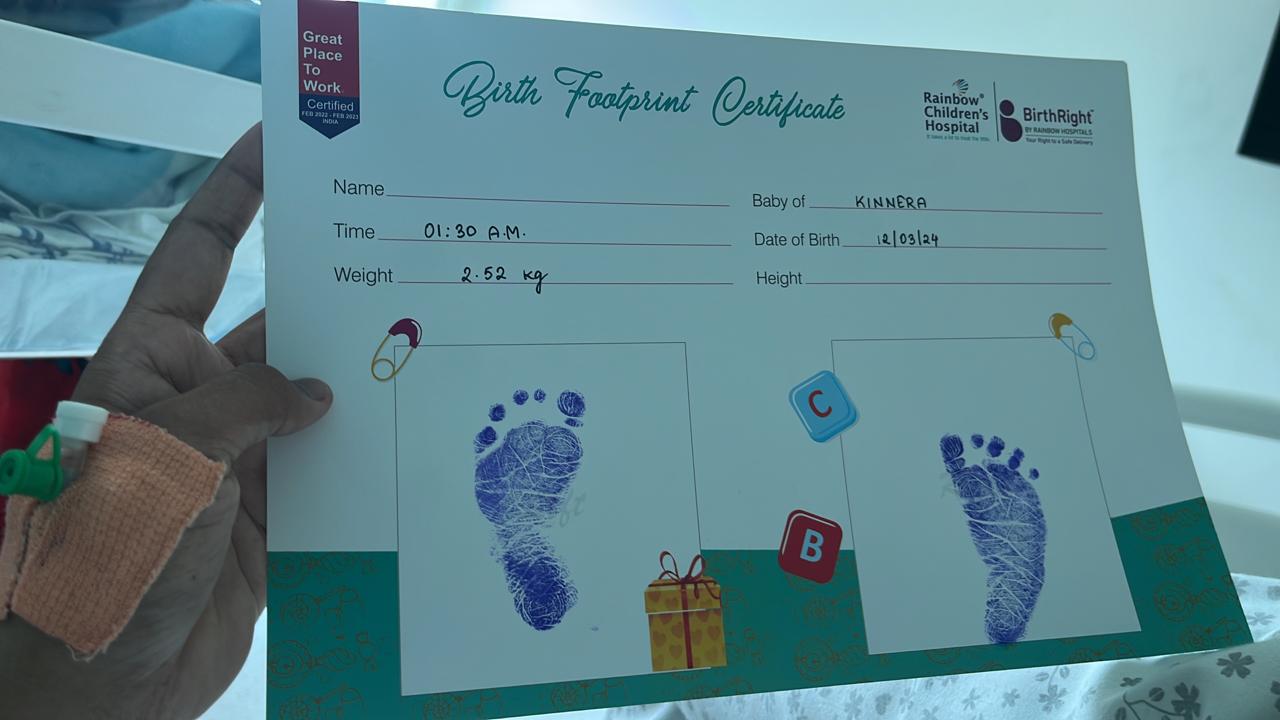 Great
Place
To
Work.
Certified
FEB 2022 - FEB 2023
INDIA
Birth Footprint Certificate
Rainbow®
Children's
Hospital
It takes a lot to treat the little.
BirthRight™
BY RAINBOW HOSPITALS
Your Right to a Safe Delivery
Name
Baby of KINNERA
Time 01:30 A.M.
Date of Birth 12/03/24
Weight 2.52 kg
Height
C
B